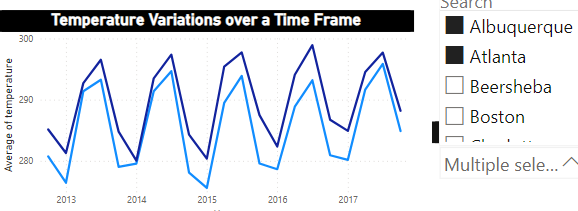 Search
Temperature Variations over a Time Frame
Albuquerque
Atlanta
Beersheba
Boston
Multiple sele...
Average of temperature
300
290
280
2013 2014 2015 2016 2017